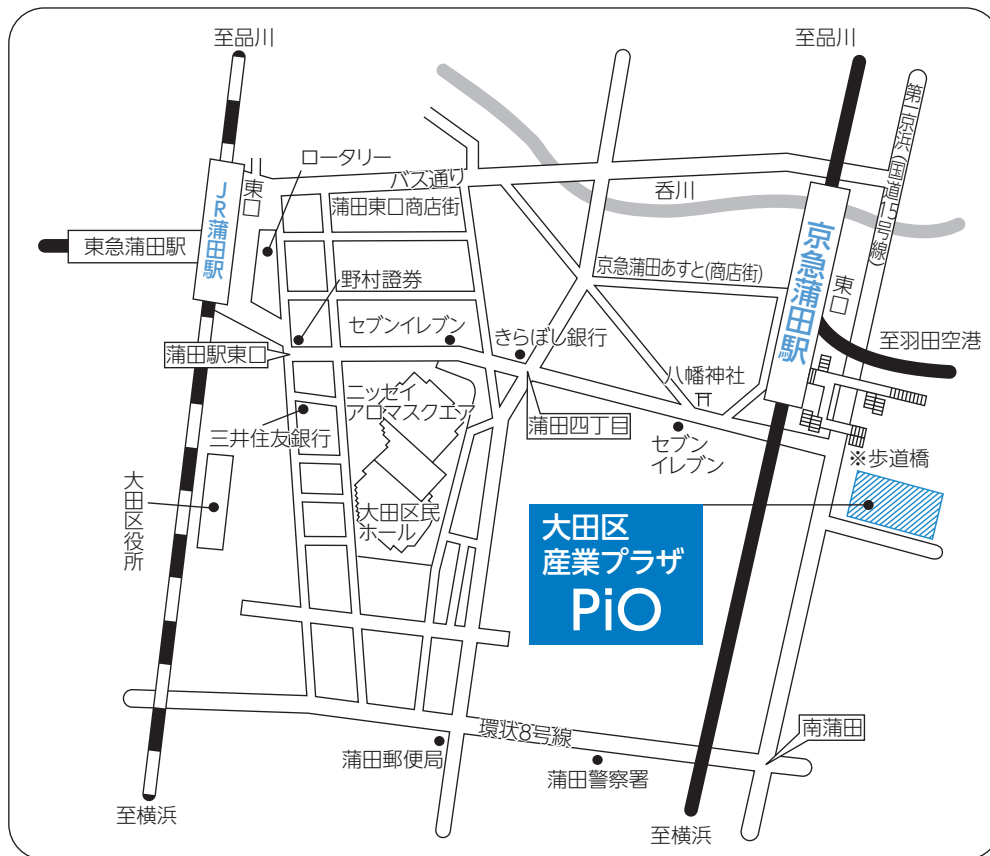 至品川
至品川
第一京浜(国道15号線)
ロータリー
東口
バス通り
蒲田東口商店街
呑川
JR蒲田駅
東急蒲田駅
京急蒲田駅
京急蒲田あすと(商店街)
東口
野村證券
セブンイレブン
きらぼし銀行
至羽田空港
蒲田駅東口
八幡神社
ニッセイ
アロマスクエア
蒲田四丁目
三井住友銀行
セブン
イレブン
※歩道橋
大田区役所
大田区民
ホール
大田区
産業プラザ
PiO
環状8号線
南蒲田
蒲田郵便局
蒲田警察署
至横浜
至横浜